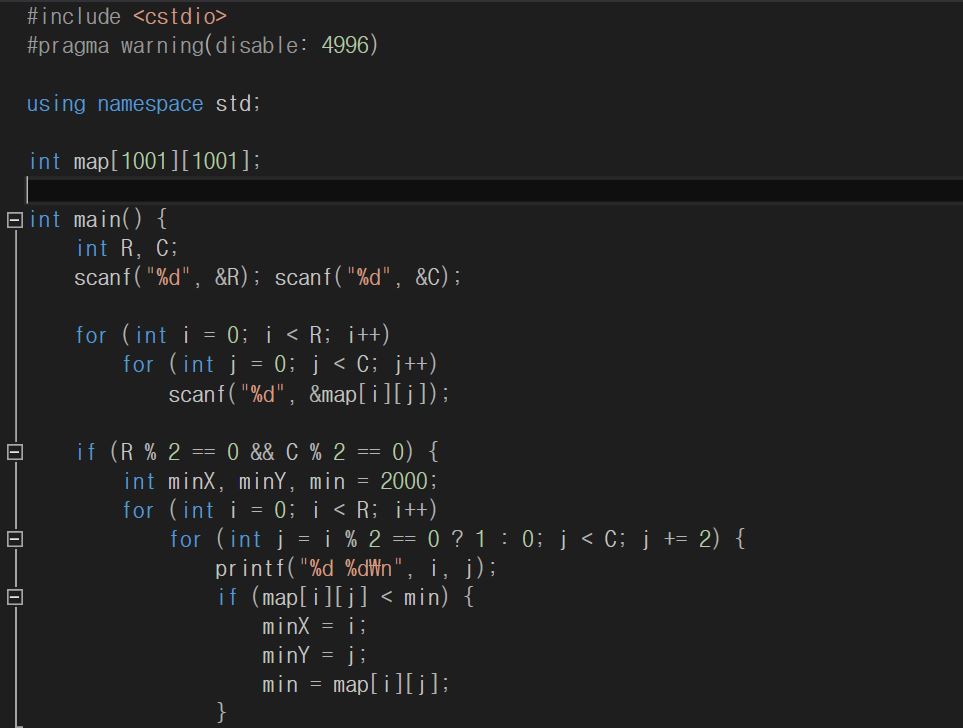 #include <cstdio>
#pragma warning(disable: 4996)
using namespace std;
int map[1001][1001];
int main() {
int R, C;
scanf("%d", &R); scanf("%d", &C);
for (int i = 0; i < R; i++)
for (int j = 0; j < C; j++)
scanf("%d", &map[i][j]);
if (R % 2 == 0 && C % 2 == 0) {
int minX, minY, min = 2000;
for (int i = 0; i < R; i++)
for (int j = i % 2 == 0 ? 1 : 0; j < C; j += 2) {
printf("%d %d₩n", i, j);
if (map[i][j] < min) {
minX = i;
minY = j;
min = map[i][j];
}